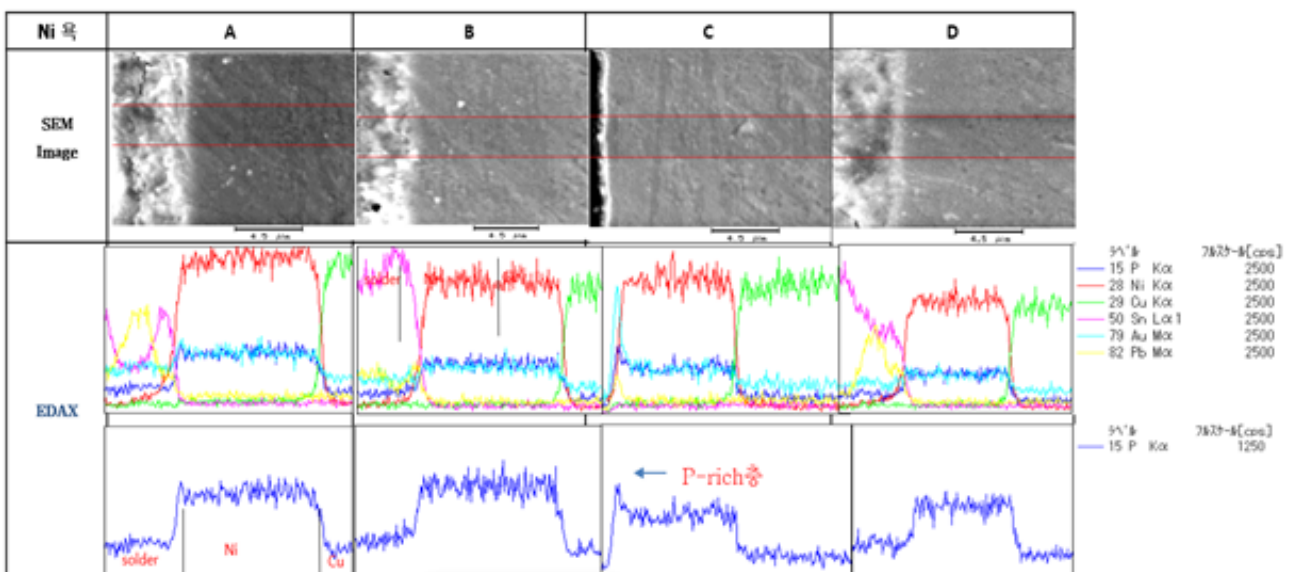 Ni 욕 A B C D
SEM
Image
4.5 μm 4.5 μm 4.5 μm 4.5 μm
EDAX
solder
ﾗﾍﾞﾙ ﾌﾙｽｹｰﾙ[cps]
15 P Kα 2500
28 Ni Kα 2500
29 Cu Kα 2500
50 Sn Lα1 2500
79 Au Mα 2500
82 Pb Mα 2500
ﾗﾍﾞﾙ ﾌﾙｽｹｰﾙ[cps]
15 P Kα 1250
P-rich층
solder Ni Cu